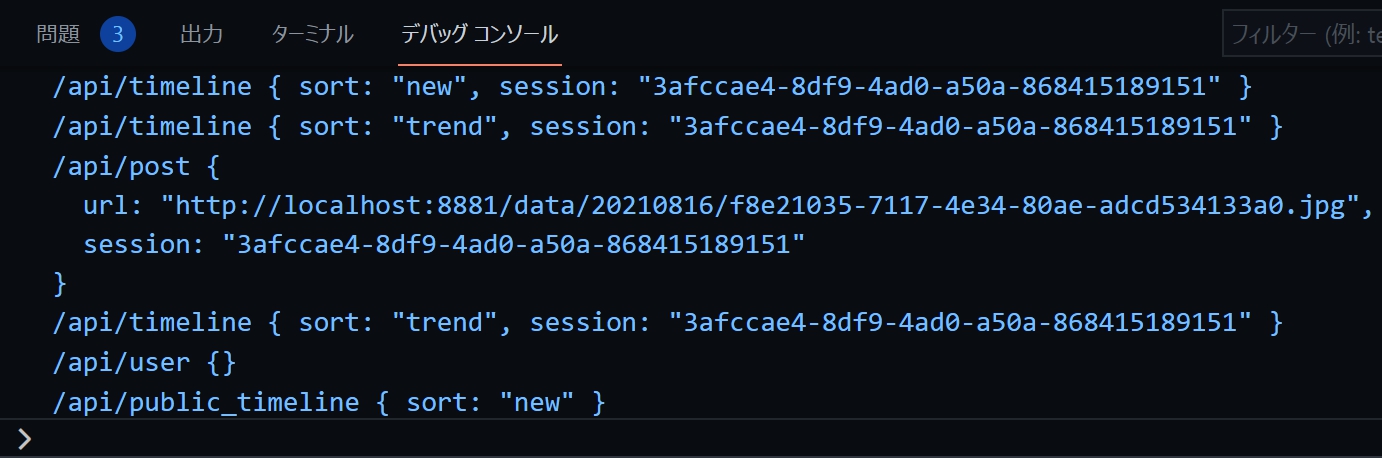 問題 3 出力 ターミナル デバッグ コンソール フィルター (例: te
/api/timeline { sort: "new", session: "3afccae4-8df9-4ad0-a50a-868415189151" }
/api/timeline { sort: "trend", session: "3afccae4-8df9-4ad0-a50a-868415189151" }
/api/post {
  url: "http://localhost:8881/data/20210816/f8e21035-7117-4e34-80ae-adcd534133a0.jpg",
  session: "3afccae4-8df9-4ad0-a50a-868415189151"
}
/api/timeline { sort: "trend", session: "3afccae4-8df9-4ad0-a50a-868415189151" }
/api/user {}
/api/public_timeline { sort: "new" }